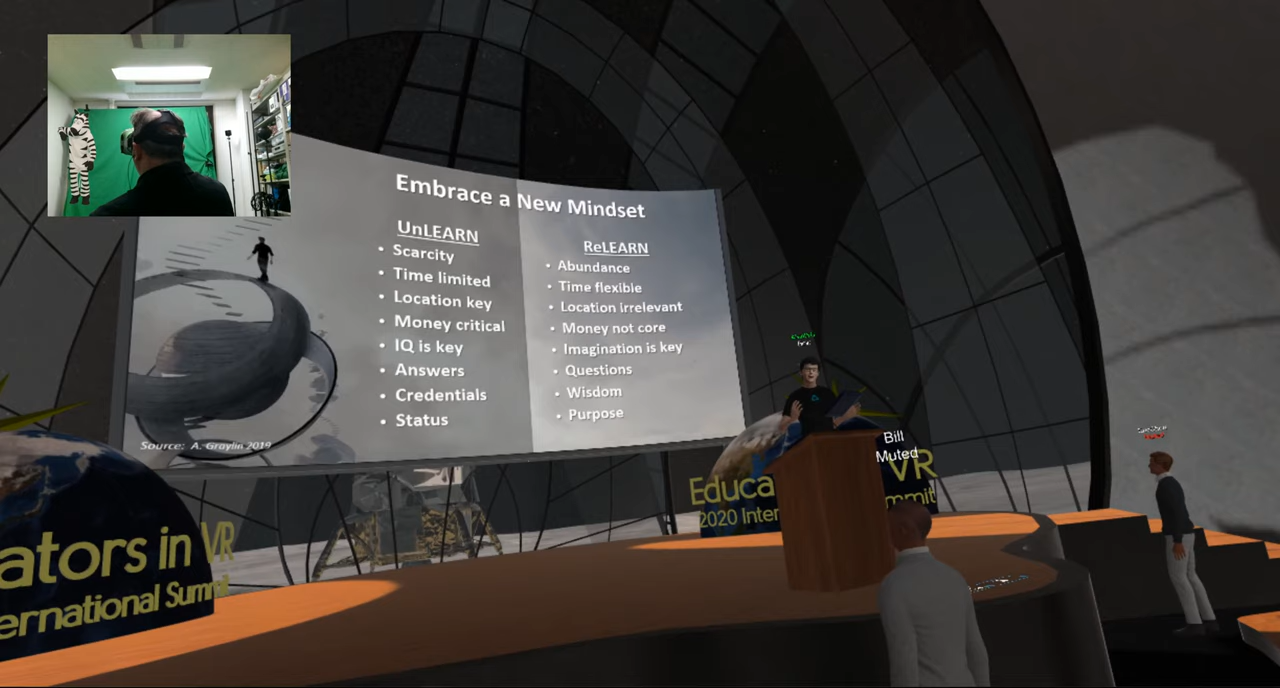 Embrace a New Mindset
UnLEARN
• Scarcity
• Time limited
• Location key
• Money critical
• IQ is key
• Answers
• Credentials
• Status
ReLEARN
• Abundance
• Time flexible
• Location irrelevant
• Money not core
• Imagination is key
• Questions
• Wisdom
• Purpose
Source: A. Graylin 2019
Bill
Muted
ators in VR
ernational Summit
Educa
VR
2020 Inter
mmit